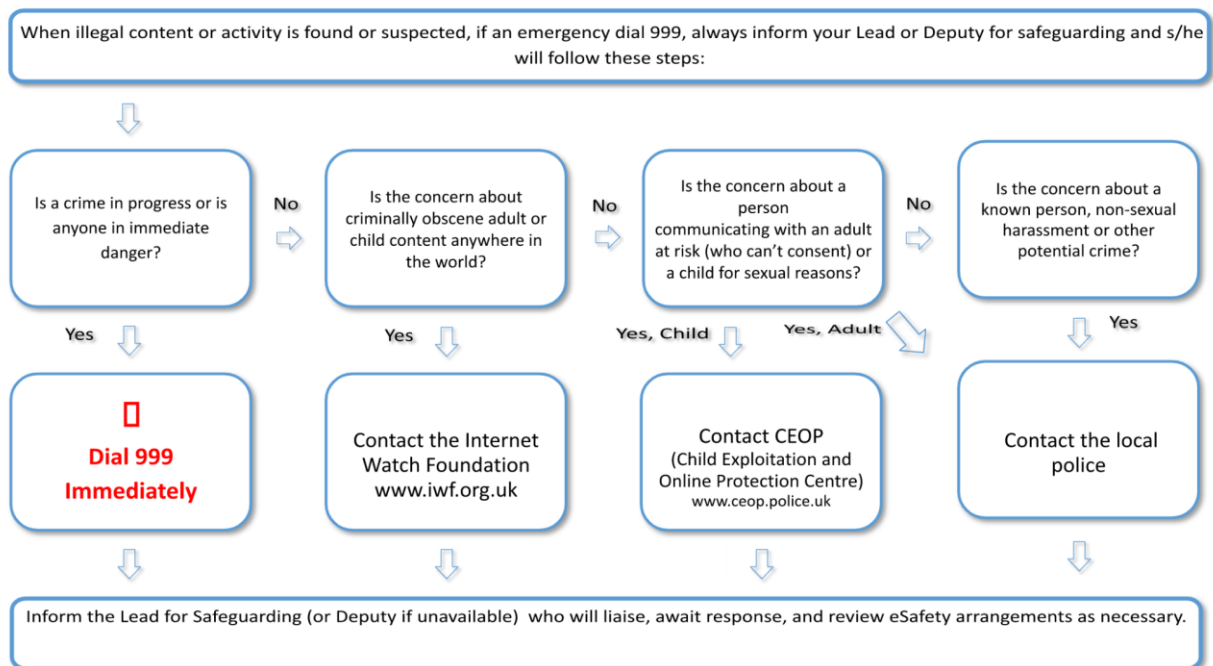 When illegal content or activity is found or suspected, if an emergency dial 999, always inform your Lead or Deputy for safeguarding and s/he
will follow these steps:
Is a crime in progress or is
anyone in immediate
danger?
No
Is the concern about
criminally obscene adult or
child content anywhere in
the world?
No
Is the concern about a
person
communicating with an adult
at risk (who can't consent) or
a child for sexual reasons?
No
Is the concern about a
known person, non-sexual
harassment or other
potential crime?
Yes
Yes
Yes, Child
Yes, Adult
Yes
Dial 999
Immediately
Contact the Internet
Watch Foundation
www.iwf.org.uk
Contact CEOP
(Child Exploitation and
Online Protection Centre)
www.ceop.police.uk
Contact the local
police
Inform the Lead for Safeguarding (or Deputy if unavailable)  who will liaise, await response, and review eSafety arrangements as necessary.